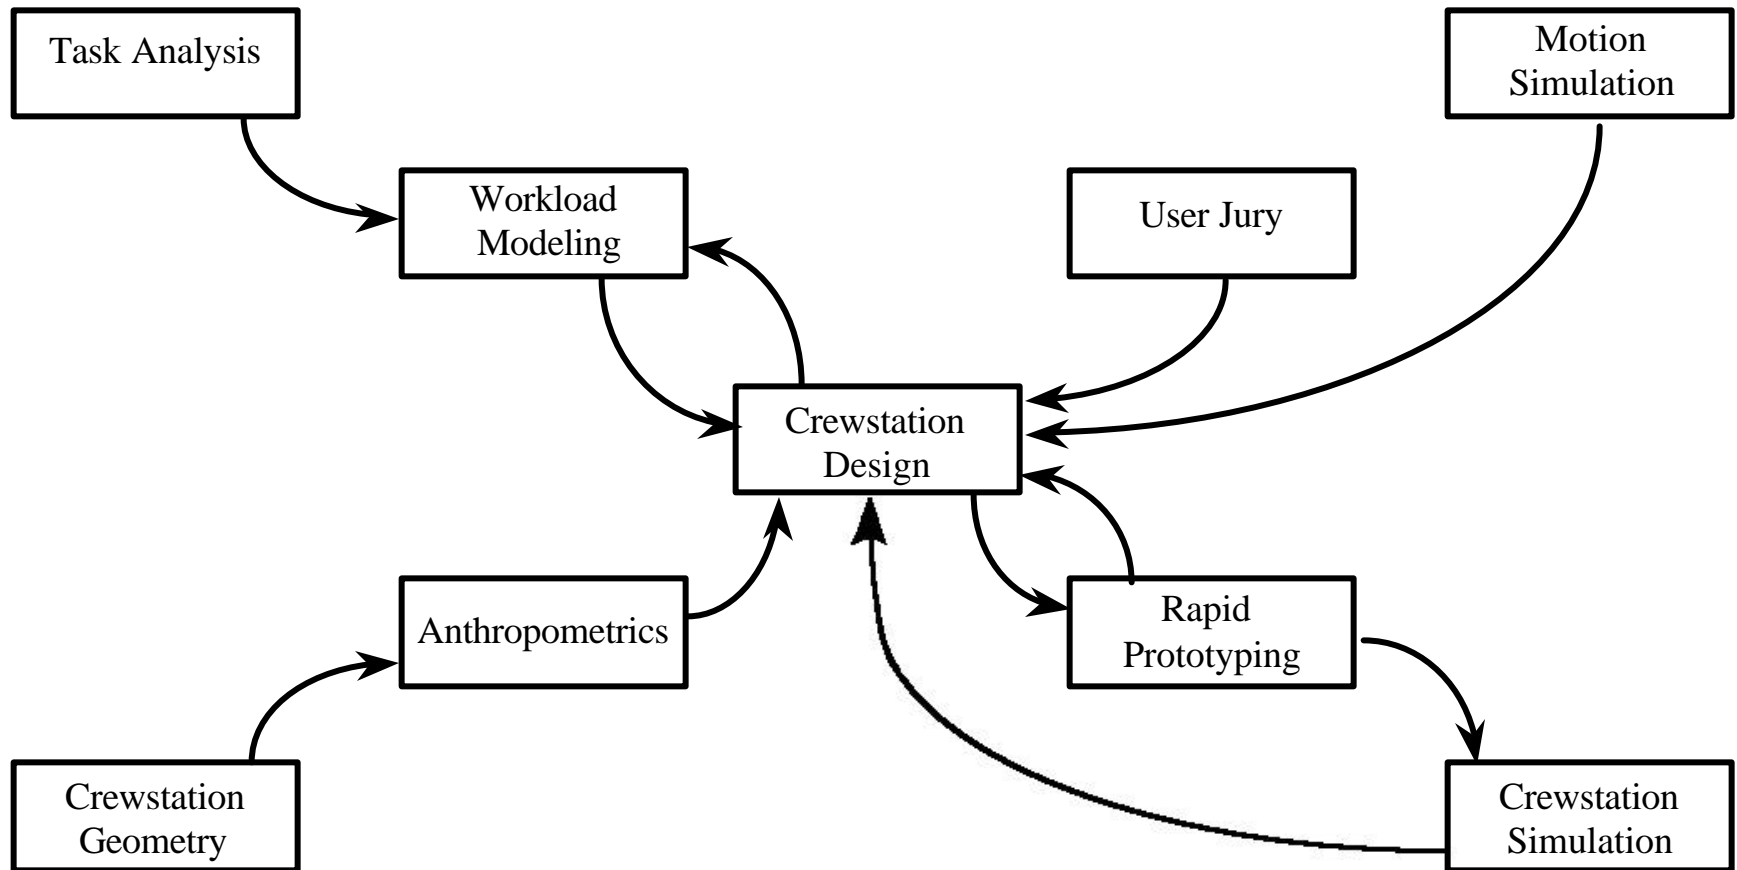 Task Analysis
Motion
Simulation
Workload
Modeling
User Jury
Crewstation
Design
Anthropometrics
Rapid
Prototyping
Crewstation
Geometry
Crewstation
Simulation